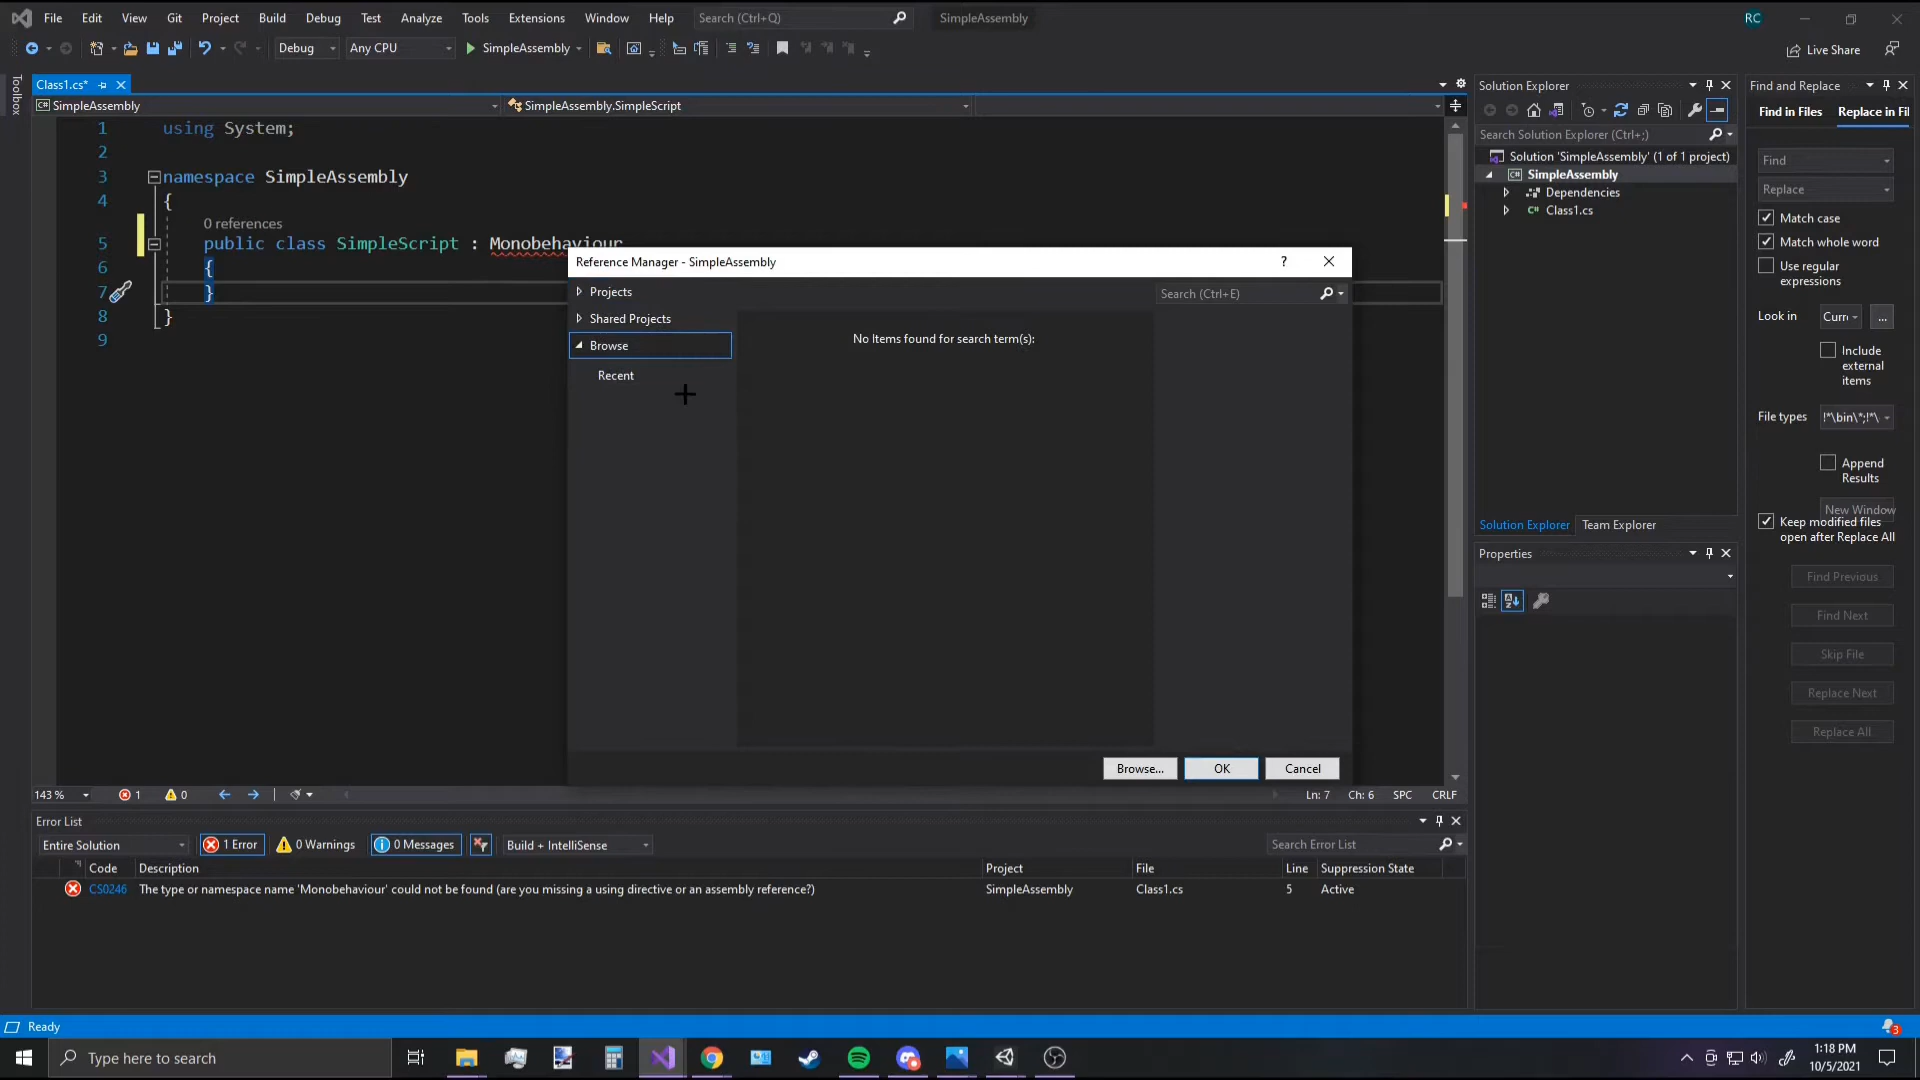 File Edit View Git Project Build Debug Test Analyze Tools Extensions Window Help Search (Ctrl+Q) SimpleAssembly RC
Debug Any CPU SimpleAssembly Live Share
Toolbox
Class1.cs*
SimpleAssembly SimpleAssembly.SimpleScript
1 using System;
2
3 namespace SimpleAssembly
4 {
0 references
5 public class SimpleScript : Monobehaviour
6 {
7 }
8 }
9
Reference Manager - SimpleAssembly ?
Projects
Search (Ctrl+E)
Shared Projects
Browse
No Items found for search term(s):
Recent
Browse... OK Cancel
143 % 1 0 Ln: 7 Ch: 6 SPC CRLF
Solution Explorer
Search Solution Explorer (Ctrl+;)
Solution 'SimpleAssembly' (1 of 1 project)
C# SimpleAssembly
Dependencies
C# Class1.cs
Solution Explorer Team Explorer
Properties
Find and Replace
Find in Files Replace in Fil
Find
Replace
Match case
Match whole word
Use regular
expressions
Look in Curr ...
Include
external
items
File types !*\bin\*;!*\
Append
Results
New Window
Keep modified files
open after Replace All
Find Previous
Find Next
Skip File
Replace Next
Replace All
Error List
Entire Solution 1 Error 0 Warnings 0 Messages Build + IntelliSense Search Error List
Code Description Project File Line Suppression State
CS0246 The type or namespace name 'Monobehaviour' could not be found (are you missing a using directive or an assembly reference?) SimpleAssembly Class1.cs 5 Active
Ready 3
Type here to search
1:18 PM
10/5/2021